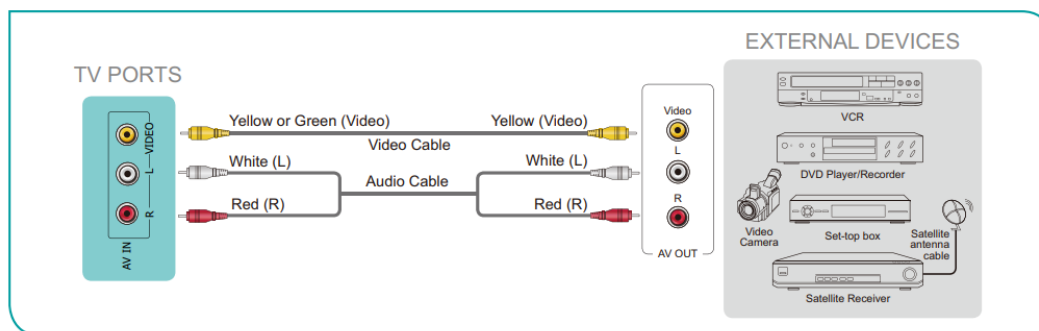 EXTERNAL DEVICES
TV PORTS
VIDEO
L
R
AV IN
Yellow or Green (Video)
Yellow (Video)
Video Cable
White (L)
White (L)
Audio Cable
Red (R)
Red (R)
Video
L
R
AV OUT
VCR
DVD Player/Recorder
Video
Camera
Set-top box
Satellite
antenna
cable
Satellite Receiver